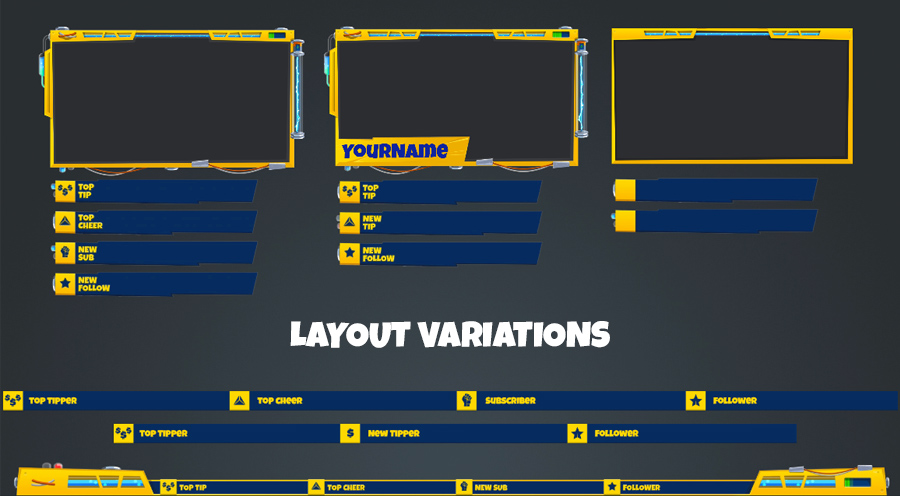 YOURNAME
TOP
TIP
TOP
CHEER
NEW
SUB
NEW
FOLLOW
TOP
TIP
NEW
TIP
NEW
FOLLOW
LAYOUT VARIATIONS
TOP TIPPER TOP CHEER SUBSCRIBER FOLLOWER
TOP TIPPER NEW TIPPER FOLLOWER
TOP TIP TOP CHEER NEW SUB FOLLOWER